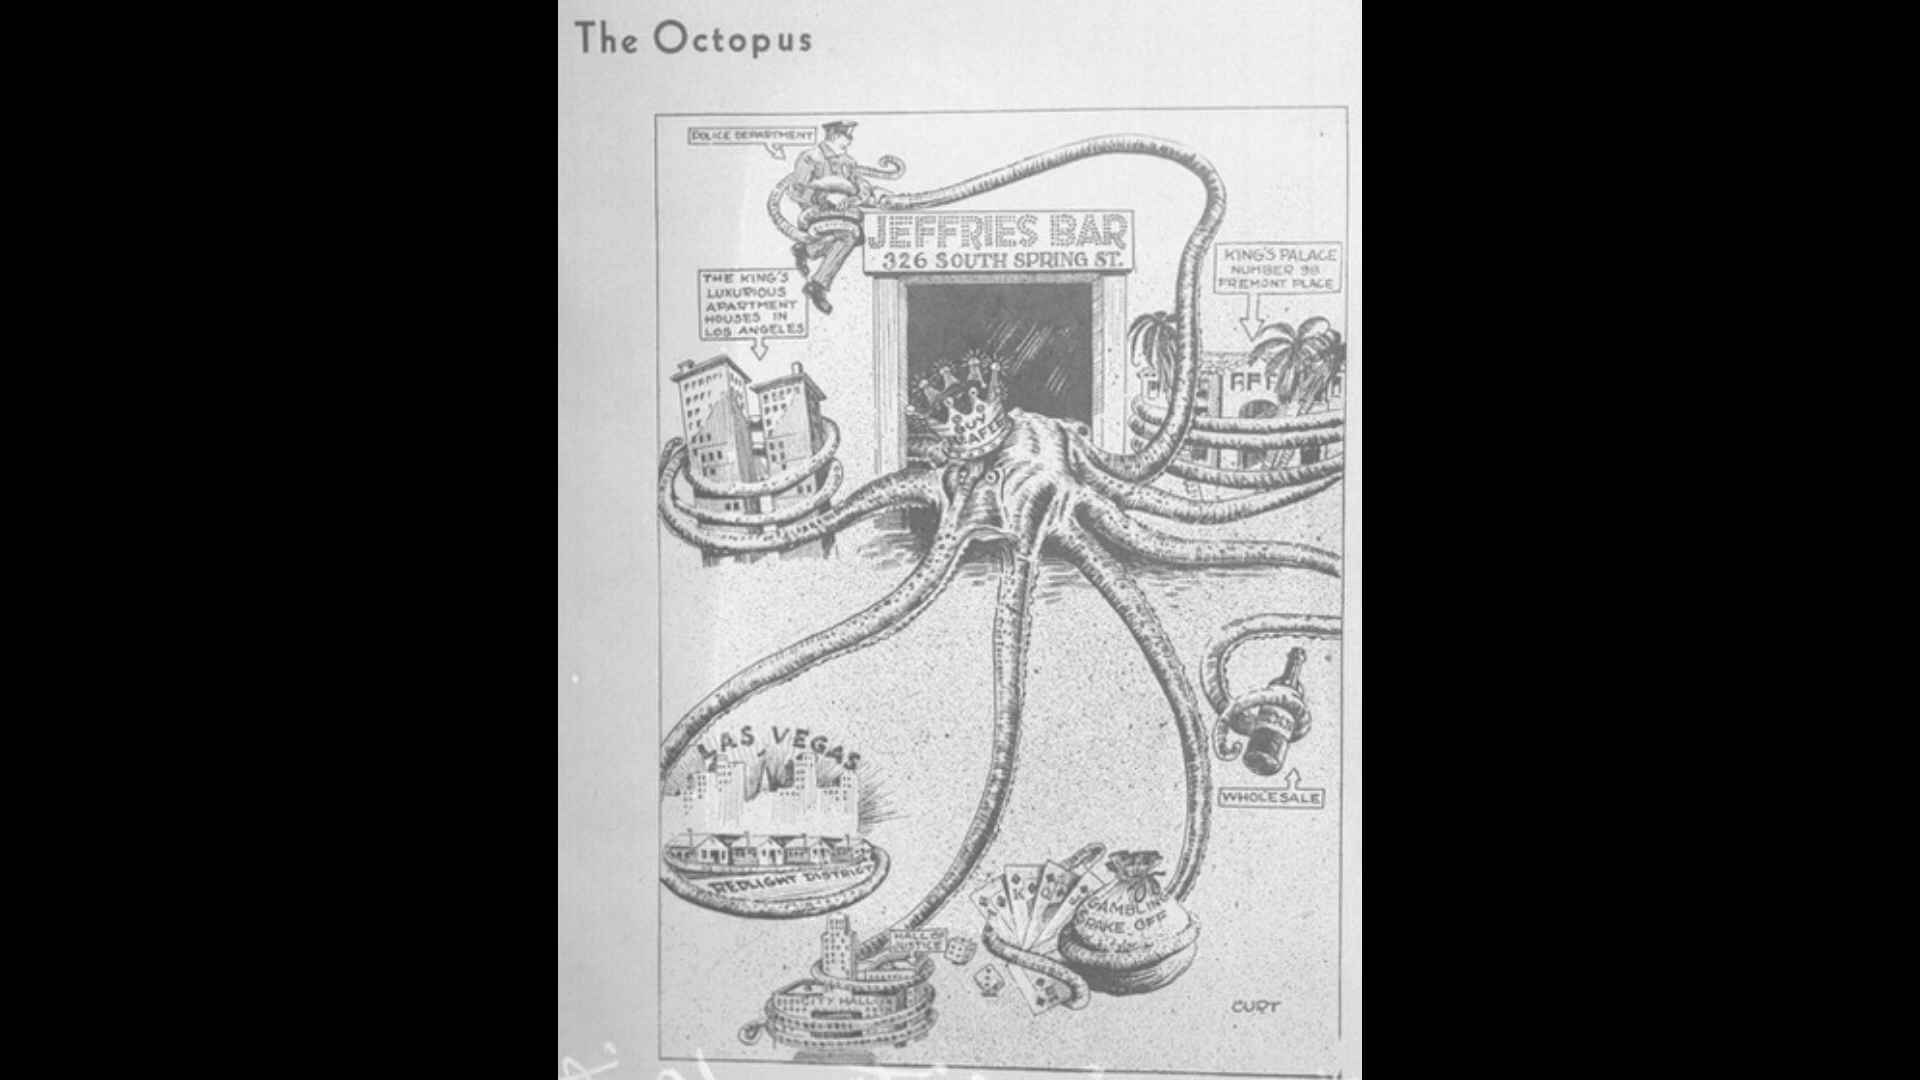 The Octopus
POLICE DEPARTMENT
JEFFRIES BAR
326 SOUTH SPRING ST.
THE KING'S
LUXURIOUS
APARTMENT
HOUSES IN
LOS ANGELES
KING'S PALACE
NUMBER 98
FREMONT PLACE
GUY
LAS VEGAS
REDLIGHT DISTRICT
WHOLESALE
HALL OF
JUSTICE
CITY HALL
K
Q
GAMBLING
RAKE OFF
CURT